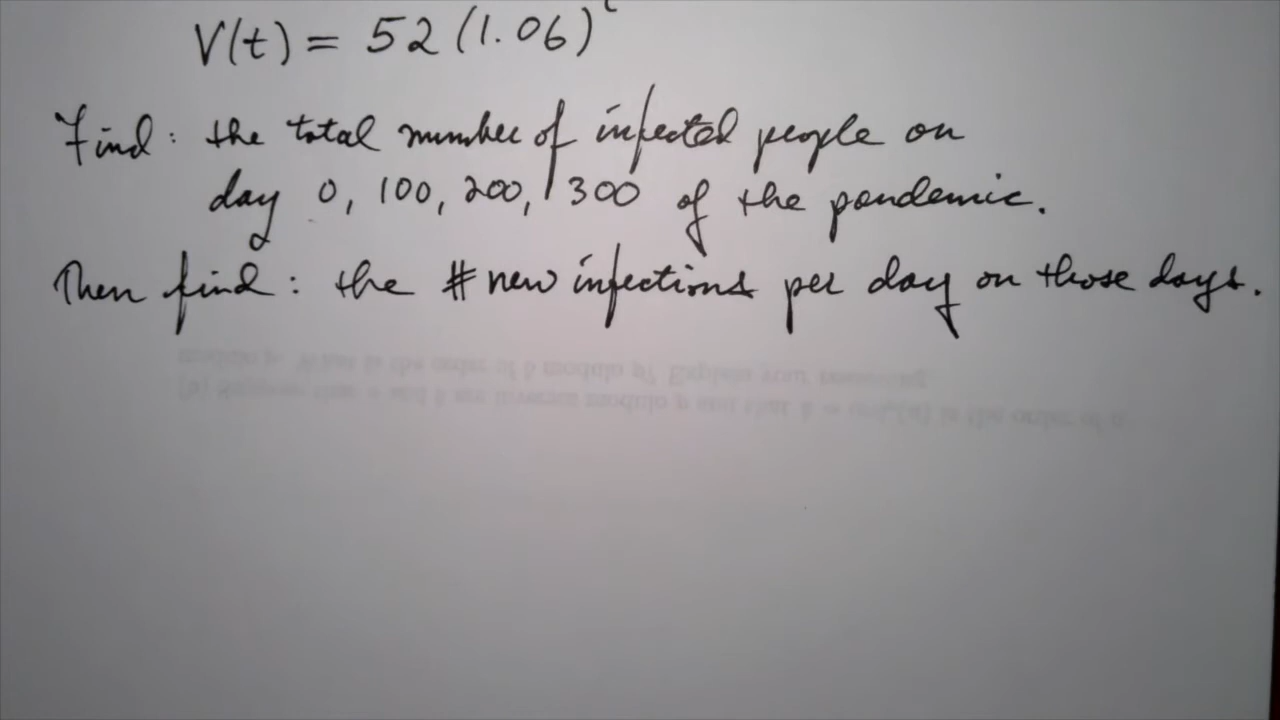 V(t) = 52 (1.06)^t
Find: the total number of infected people on
day 0, 100, 200, 300 of the pandemic.
Then find: the # new infections per day on those days.